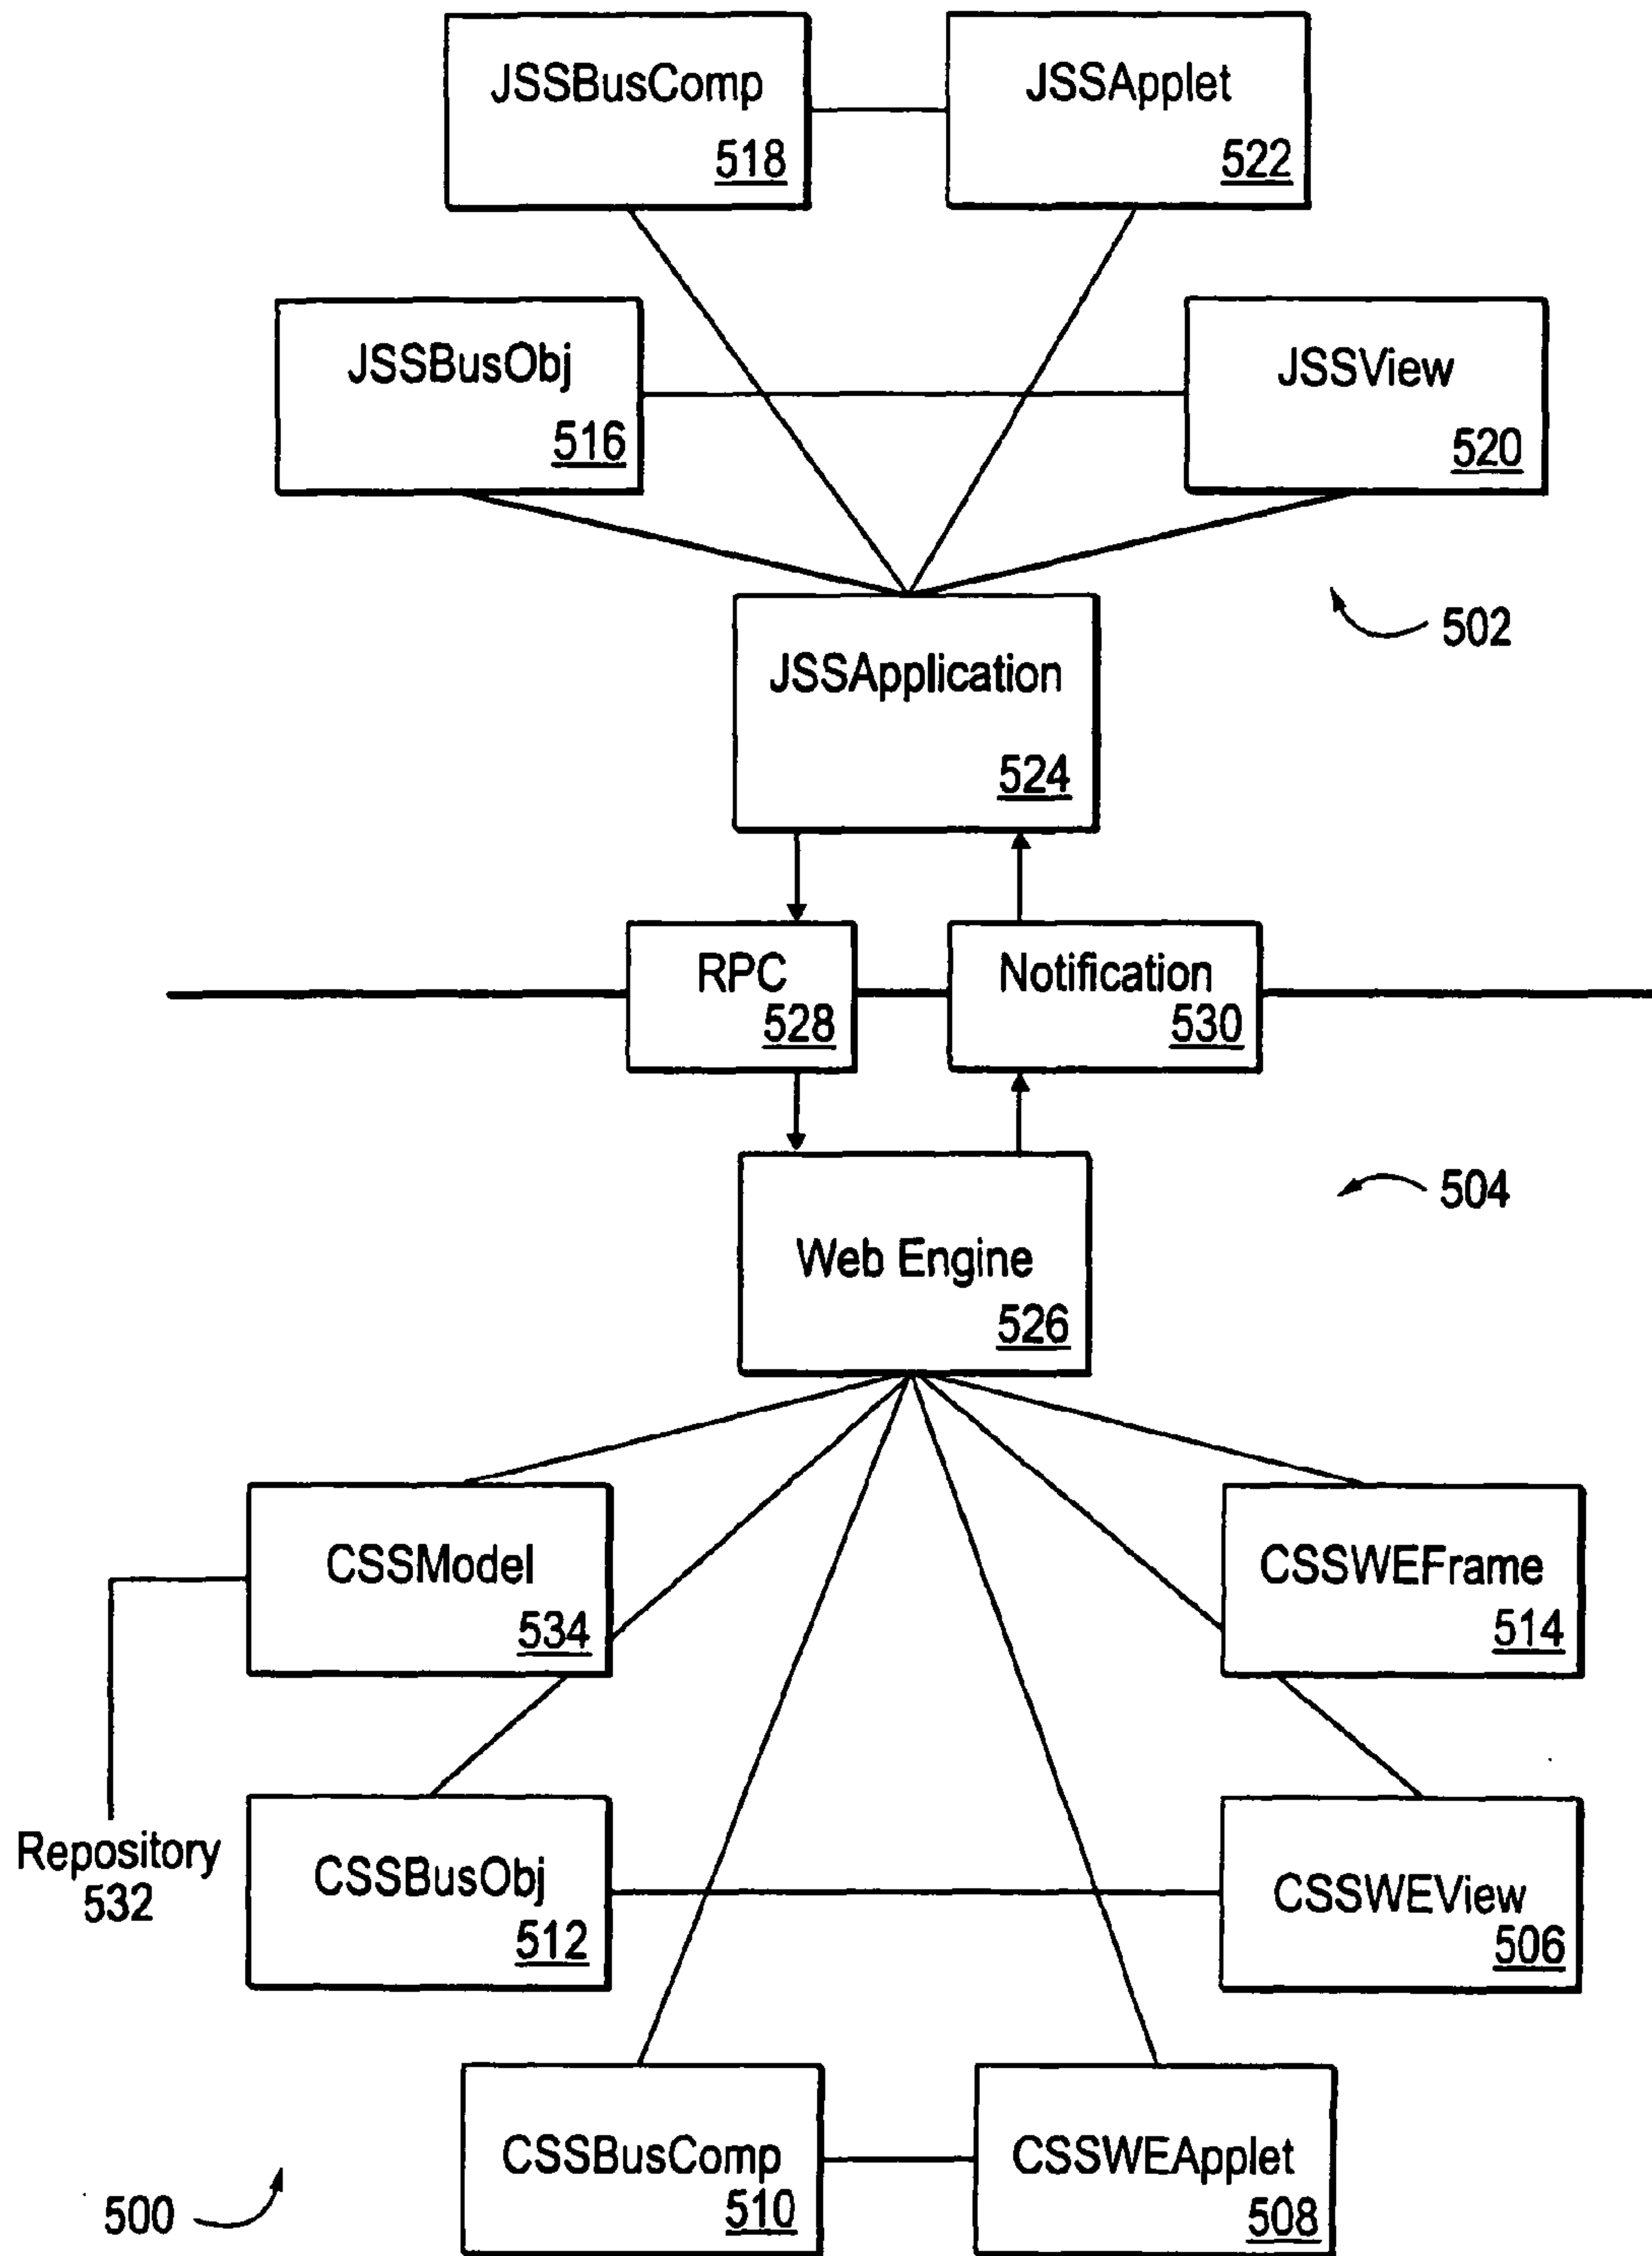 JSSBusComp
518
JSSApplet
522
JSSBusObj
516
JSSView
520
502
JSSApplication
524
RPC
528
Notification
530
504
Web Engine
526
CSSModel
534
CSSWEFrame
514
Repository
532
CSSBusObj
512
CSSWEView
506
CSSBusComp
510
CSSWEApplet
508
500